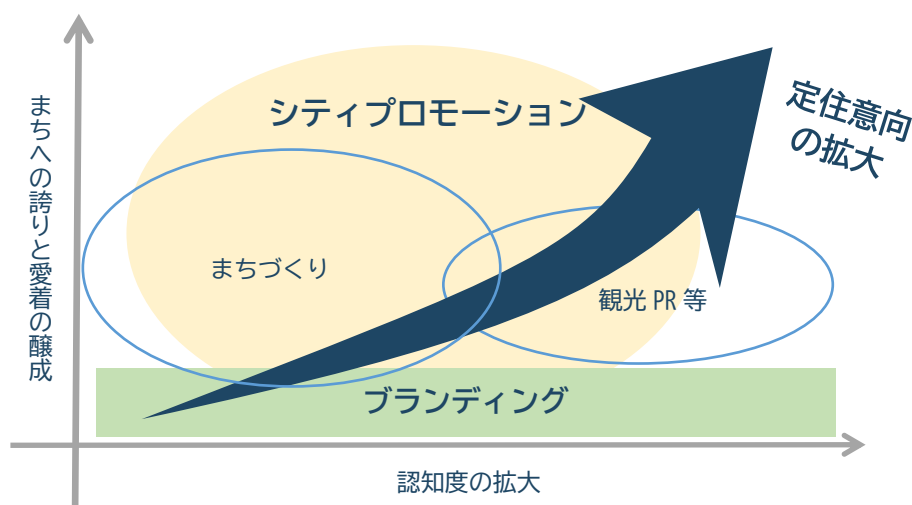 シティプロモーション
定住意向
の拡大
まちへの誇りと愛着の醸成
まちづくり
観光 PR 等
ブランディング
認知度の拡大